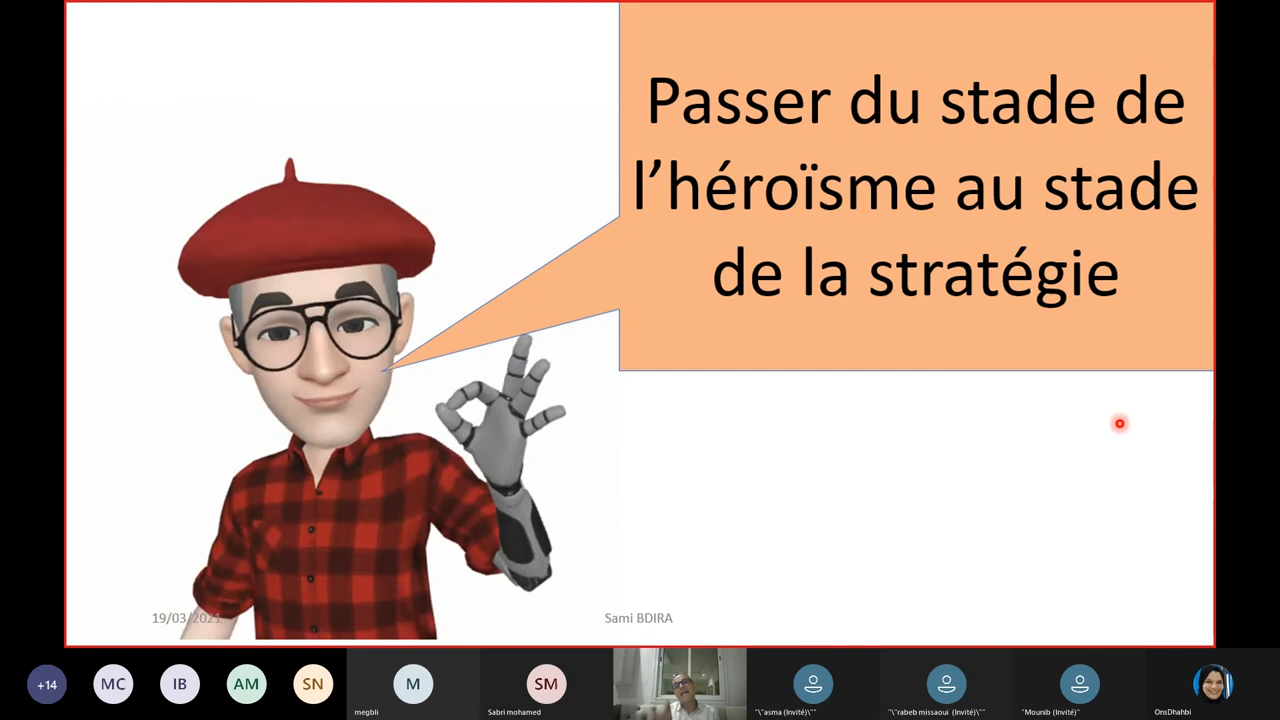 Passer du stade de
l’héroïsme au stade
de la stratégie
19/03/2021
Sami BDIRA
+14
MC
IB
AM
SN
M
SM
megbli
Sabri mohamed
"\"asma (Invité)\""
"\"rabeb missaoui (Invité)\""
"Mounib (Invité)"
OnsDhahbi